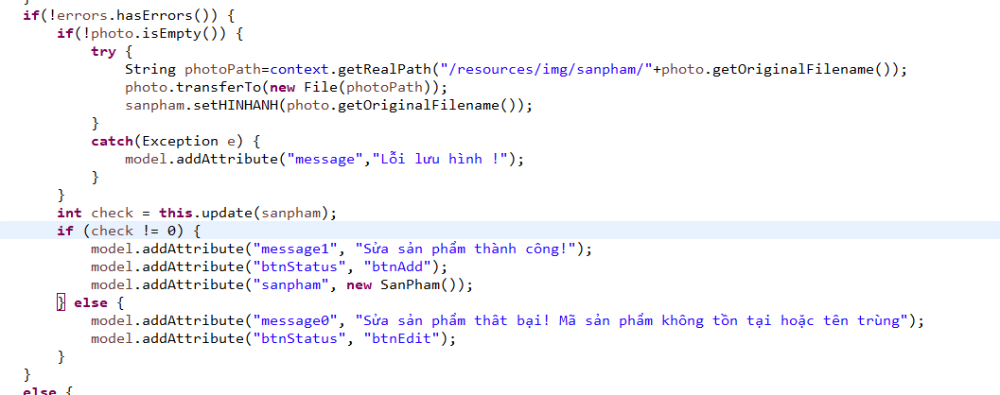 }
if(!errors.hasErrors()) {
if(!photo.isEmpty()) {
try {
String photoPath=context.getRealPath("/resources/img/sanpham/"+photo.getOriginalFilename());
photo.transferTo(new File(photoPath));
sanpham.setHINHANH(photo.getOriginalFilename());
}
catch(Exception e) {
model.addAttribute("message","Lỗi lưu hình !");
}
}
int check = this.update(sanpham);
if (check != 0) {
model.addAttribute("message1", "Sửa sản phẩm thành công!");
model.addAttribute("btnStatus", "btnAdd");
model.addAttribute("sanpham", new SanPham());
} else {
model.addAttribute("message0", "Sửa sản phẩm thât bại! Mã sản phẩm không tồn tại hoặc tên trùng");
model.addAttribute("btnStatus", "btnEdit");
}
}
else {